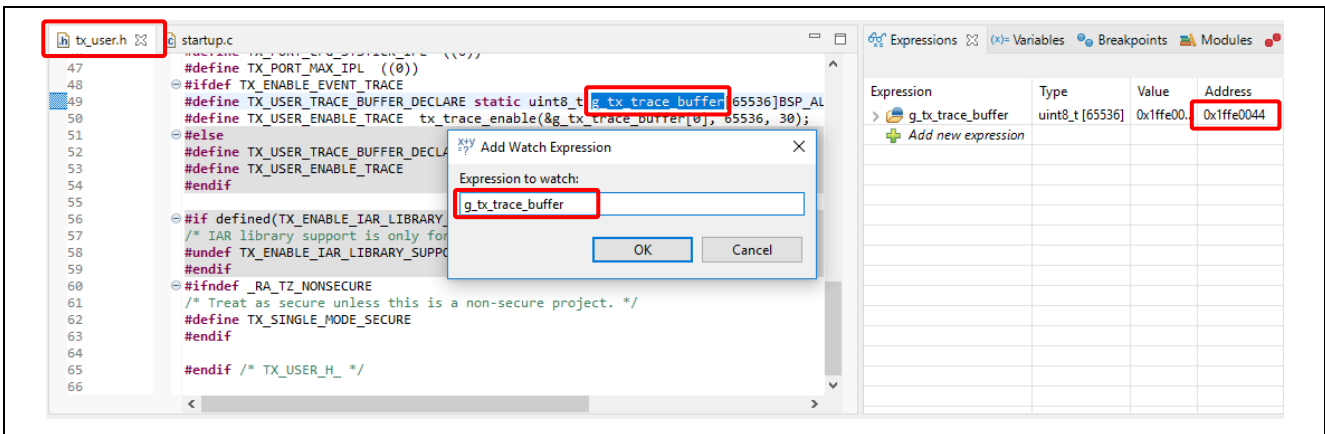 tx_user.h
startup.c
47 #define TX_PORT_MAX_IPL ((0))
48 #ifdef TX_ENABLE_EVENT_TRACE
49 #define TX_USER_TRACE_BUFFER_DECLARE static uint8_t g_tx_trace_buffer[65536]BSP_AL
50 #define TX_USER_ENABLE_TRACE tx_trace_enable(&g_tx_trace_buffer[0], 65536, 30);
51 #else
52 #define TX_USER_TRACE_BUFFER_DECLA
53 #define TX_USER_ENABLE_TRACE
54 #endif
55
56 #if defined(TX_ENABLE_IAR_LIBRARY_
57 /* IAR library support is only for
58 #undef TX_ENABLE_IAR_LIBRARY_SUPPO
59 #endif
60 #ifndef _RA_TZ_NONSECURE
61 /* Treat as secure unless this is a non-secure project. */
62 #define TX_SINGLE_MODE_SECURE
63 #endif
64
65 #endif /* TX_USER_H_ */
66
Add Watch Expression
Expression to watch:
g_tx_trace_buffer
OK Cancel
Expressions (x)= Variables Breakpoints Modules
Expression Type Value Address
g_tx_trace_buffer uint8_t [65536] 0x1ffe00... 0x1ffe0044
Add new expression